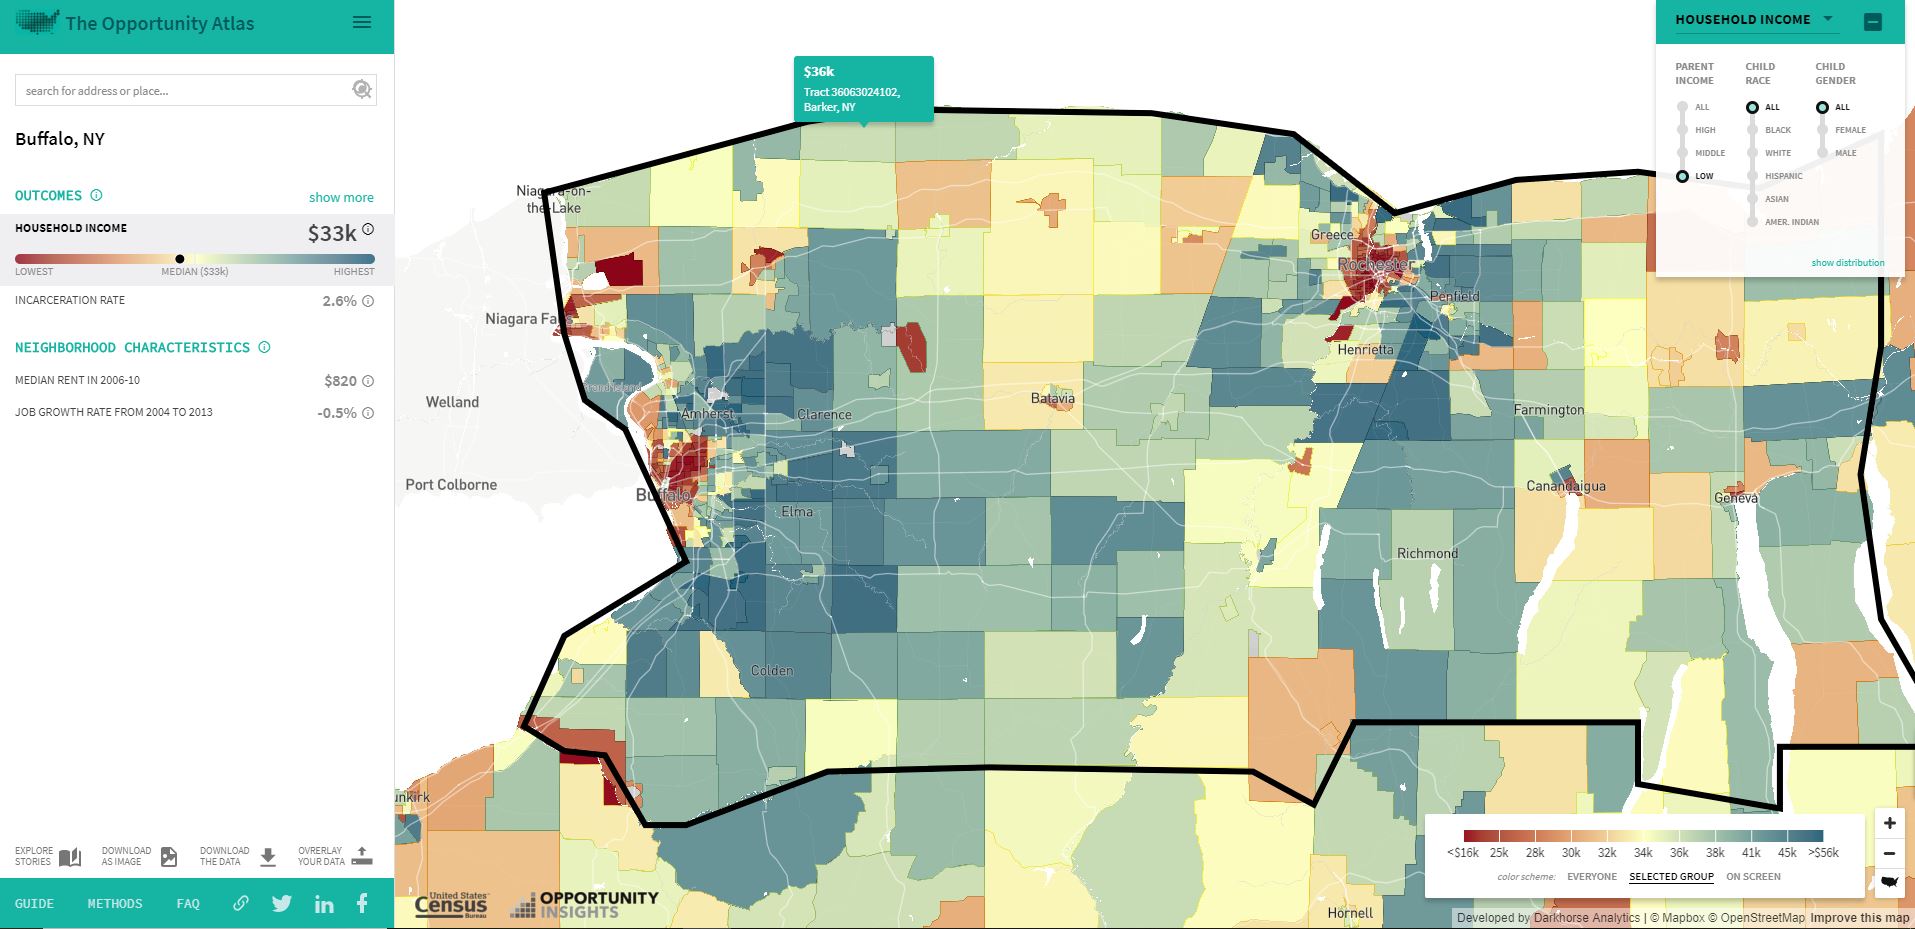 The Opportunity Atlas
search for address or place...
Buffalo, NY
OUTCOMES
show more
HOUSEHOLD INCOME
$33k
LOWEST
MEDIAN ($33k)
HIGHEST
INCARCERATION RATE
2.6%
NEIGHBORHOOD CHARACTERISTICS
MEDIAN RENT IN 2006-10
$820
JOB GROWTH RATE FROM 2004 TO 2013
-0.5%
EXPLORE
STORIES
DOWNLOAD
AS IMAGE
DOWNLOAD
THE DATA
OVRERLAY
YOUR DATA
GUIDE
METHODS
FAQ
$36k
Tract 36063024102,
Barker, NY
Niagara-on-
the-Lake
Niagara Falls
Welland
Port Colborne
Grand Island
Amherst
Clarence
Buffalo
Elma
Colden
Batavia
Greece
Rochester
Penfield
Henrietta
Farmington
Canandaigua
Geneva
Richmond
Hornell
unkirk
HOUSEHOLD INCOME
PARENT
INCOME
ALL
HIGH
MIDDLE
LOW
CHILD
RACE
ALL
BLACK
WHITE
HISPANIC
ASIAN
AMER. INDIAN
CHILD
GENDER
ALL
FEMALE
MALE
show distribution
<$16k 25k 28k 30k 32k 34k 36k 38k 41k 45k >$56k
color scheme: EVERYONE SELECTED GROUP ON SCREEN
United States
Census
Bureau
OPPORTUNITY
INSIGHTS
Developed by Darkhorse Analytics | © Mapbox © OpenStreetMap Improve this map